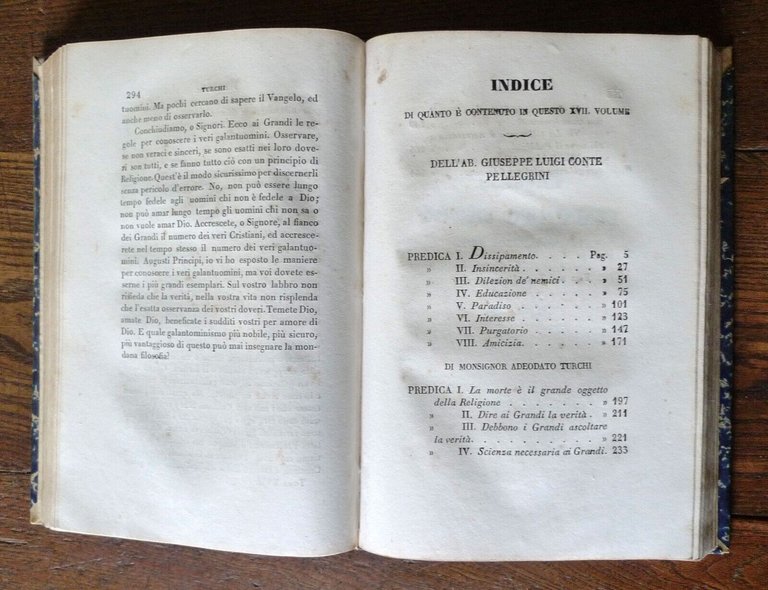 294 TURCHI
tuomini. Ma pochi cercano di sapere il Vangelo, ed
anche meno di osservarlo.
Conchiudiamo, o Signori. Ecco ai Grandi le re-
gole per conoscere i veri galantuomini. Osservare,
se non veraci e sinceri, se sono esatti nei loro dove-
ri son tutti, e se fanno tutto ciò con un principio di
Religione. Quest'è il modo sicurissimo per discernerli
senza pericolo d'errore. No, non può essere lungo
tempo fedele agli uomini chi non è fedele a Dio;
non può amar lungo tempo gli uomini chi non sa o
non vuole amar Dio. Accrescete, o Signore, al fianco
dei Grandi il numero dei veri Cristiani, ed accresce-
rete nel tempo stesso il numero dei veri galantuo-
mini. Augusti Principi, io vi ho esposte le maniere
per conoscere i veri galantuomini, ma voi dovete es-
serne i più grandi esemplari. Sul vostro labbro non
risieda che la verità, nella vostra vita non risplenda
che l'esatta osservanza dei vostri doveri. Temete Dio,
amate Dio, beneficate i sudditi vostri per amore di
Dio. E quale galantominismo più nobile, più sicuro,
più vantaggioso di questo può mai insegnare la mon-
dana filosofia?
INDICE
DI QUANTO È CONTENUTO IN QUESTO XVII. VOLUME
DELL'AB. GIUSEPPE LUIGI CONTE
PELLEGRINI
PREDICA I. Dissipamento. . . . . Pag. 5
» II. Insincerità . . . . . . » 27
» III. Dilezion de' nemici . . . » 51
» IV. Educazione . . . . . . » 75
» V. Paradiso . . . . . . » 101
» VI. Interesse . . . . . . » 123
» VII. Purgatorio . . . . . . » 147
» VIII. Amicizia . . . . . . » 171
DI MONSIGNOR ADEODATO TURCHI
PREDICA I. La morte è il grande oggetto
della Religione . . . . . . . » 197
» II. Dire ai Grandi la verità . » 211
» III. Debbono i Grandi ascoltare
la verità . . . . . . . . » 221
» IV. Scienza necessaria ai Grandi. 233